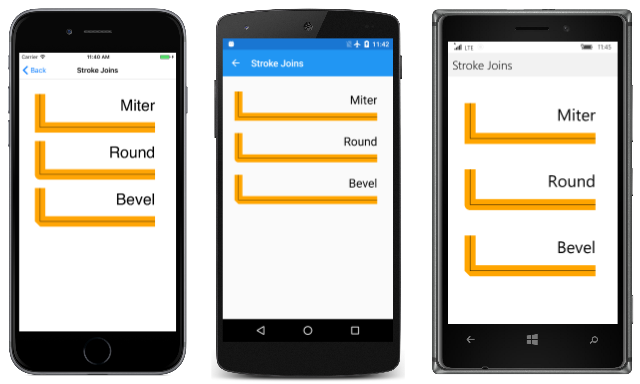 Carrier 11:40 AM
Back Stroke Joins
Miter
Round
Bevel
11:42
Stroke Joins
Miter
Round
Bevel
LTE 11:45
Stroke Joins
Miter
Round
Bevel